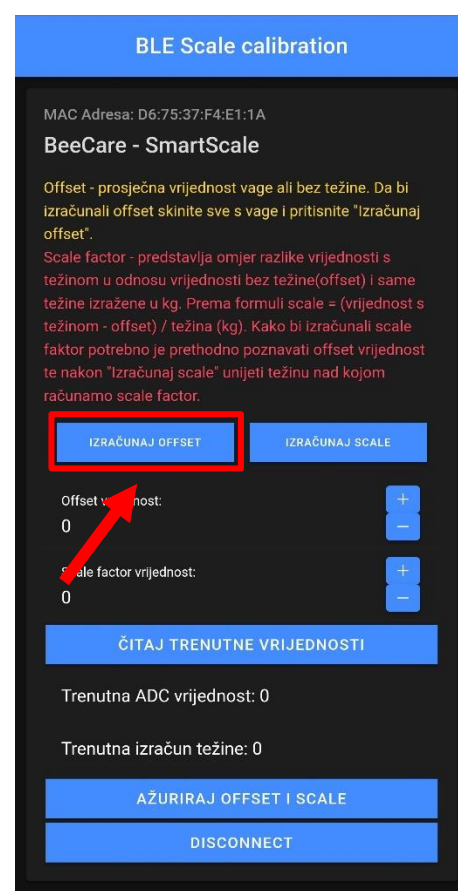 BLE Scale calibration
MAC Adresa: D6:75:37:F4:E1:1A
BeeCare - SmartScale
Offset - prosječna vrijednost vage ali bez težine. Da bi
izračunali offset skinite sve s vage i pritisnite "Izračunaj
offset".
Scale factor - predstavlja omjer razlike vrijednosti s
težinom u odnosu vrijednosti bez težine(offset) i same
težine izražene u kg. Prema formuli scale = (vrijednost s
težinom - offset) / težina (kg). Kako bi izračunali scale
faktor potrebno je prethodno poznavati offset vrijednost
te nakon "Izračunaj scale" unijeti težinu nad kojom
računamo scale factor.
IZRAČUNAJ OFFSET
IZRAČUNAJ SCALE
Offset
+
0
−
factor vrijednost:
+
0
−
ČITAJ TRENUTNE VRIJEDNOSTI
Trenutna ADC vrijednost: 0
Trenutna izračun težine: 0
AŽURIRAJ OFFSET I SCALE
DISCONNECT